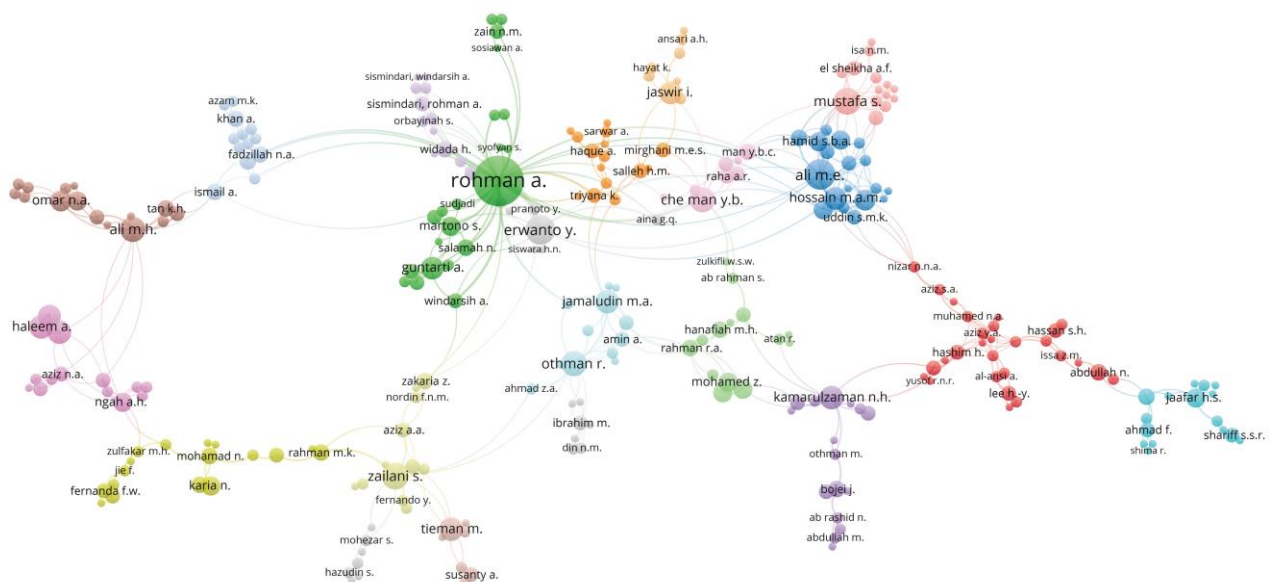 zain n.m.
sosiawan a.
ansari a.h.
isa n.m.
hayat k.
el sheikha a.f.
sismindari, windarsih a.
jaswir i.
mustafa s.
azam m.k.
sismindari, rohman a.
khan a.
orbayinah s.
sarwar a.
hamid s.b.a.
fadzillah n.a.
widada h.
syofyan s.
haque a.
mirghani m.e.s.
man y.b.c.
salleh h.m.
raha a.r.
ali m.e.
rohman a.
ismail a.
triyana k.
che man y.b.
hossain m.a.m.
omar n.a.
tan k.h.
sudjadi
pranoto y.
aina g.q.
uddin s.m.k.
ali m.h.
martono s.
erwanto y.
salamah n.
siswara h.n.
guntarti a.
zulkifli w.s.w.
nizar n.n.a.
ab rahman s.
aziz s.a.
windarsih a.
jamaludin m.a.
muhamed n.a.
haleem a.
hanafiah m.h.
atan r.
aziz y.a.
hassan s.h.
amin a.
rahman r.a.
hashim h.
issa z.m.
othman r.
aziz n.a.
zakaria z.
mohamed z.
yusof r.n.r.
al-ansi a.
abdullah n.
nordin f.n.m.
ahmad z.a.
kamarulzaman n.h.
lee h.-y.
jaafar h.s.
ngah a.h.
ibrahim m.
aziz a.a.
ahmad f.
shariff s.s.r.
din n.m.
zulfakar m.h.
mohamad n.
rahman m.k.
othman m.
shima r.
jie f.
zailani s.
fernanda f.w.
karia n.
bojei j.
fernando y.
tieman m.
ab rashid n.
mohezar s.
abdullah m.
hazudin s.
susanty a.